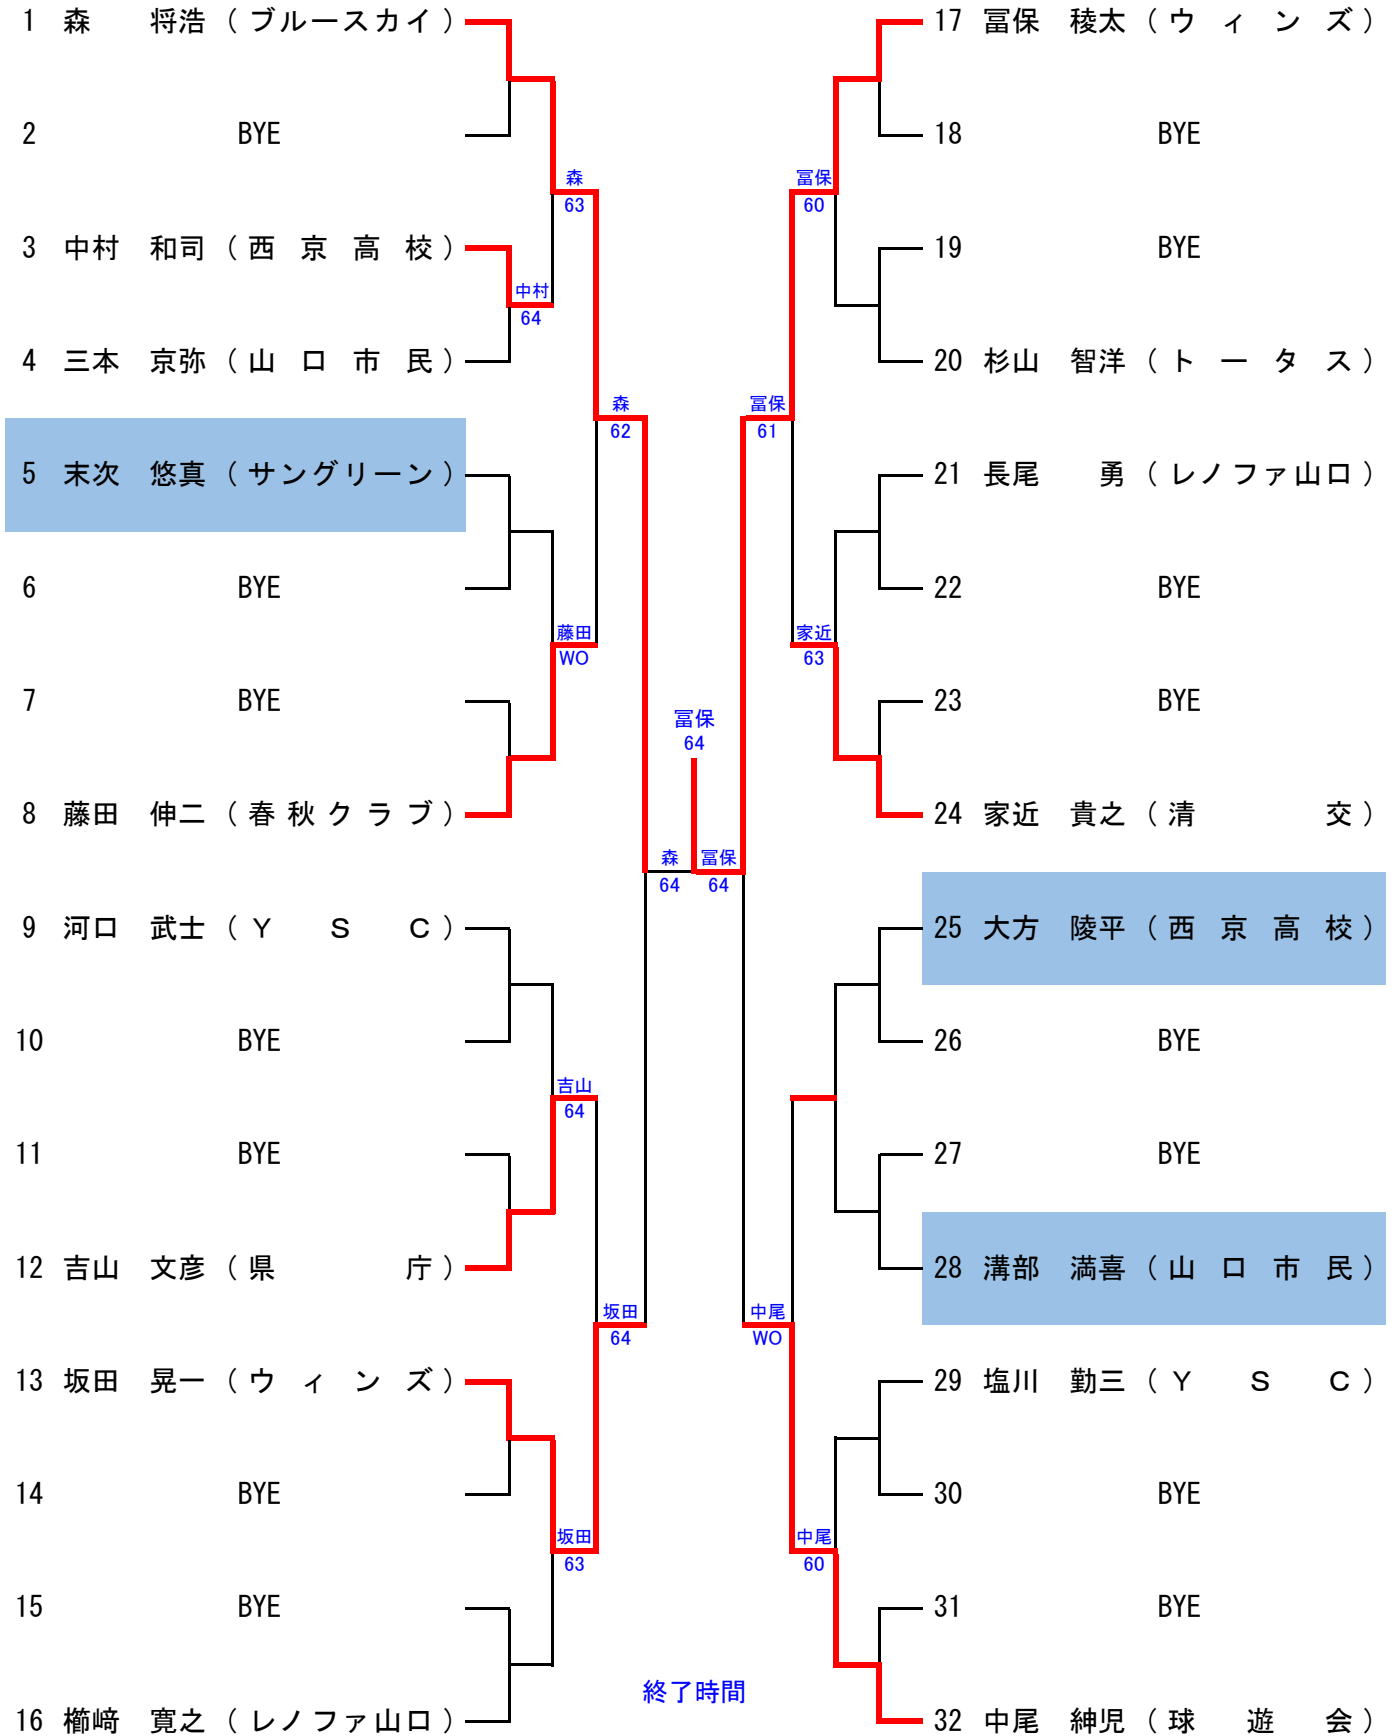 1 森 将浩 ( ブルースカイ )
2 BYE
森
63
3 中村 和司 ( 西京高校 )
中村
64
4 三本 京弥 ( 山口市民 )
森
62
5 末次 悠真 ( サングリーン )
6 BYE
藤田
WO
7 BYE
8 藤田 伸二 ( 春秋クラブ )
森
64
9 河口 武士 ( Y S C )
10 BYE
吉山
64
11 BYE
12 吉山 文彦 ( 県庁 )
坂田
64
13 坂田 晃一 ( ウィンズ )
14 BYE
坂田
63
15 BYE
16 櫛﨑 寛之 ( レノファ山口 )
冨保
64
17 冨保 稜太 ( ウィンズ )
18 BYE
冨保
60
19 BYE
20 杉山 智洋 ( トータス )
冨保
61
21 長尾 勇 ( レノファ山口 )
22 BYE
家近
63
23 BYE
24 家近 貴之 ( 清交 )
冨保
64
25 大方 陵平 ( 西京高校 )
26 BYE
27 BYE
28 溝部 満喜 ( 山口市民 )
中尾
WO
29 塩川 勤三 ( Y S C )
30 BYE
中尾
60
31 BYE
32 中尾 紳児 ( 球遊会 )
終了時間